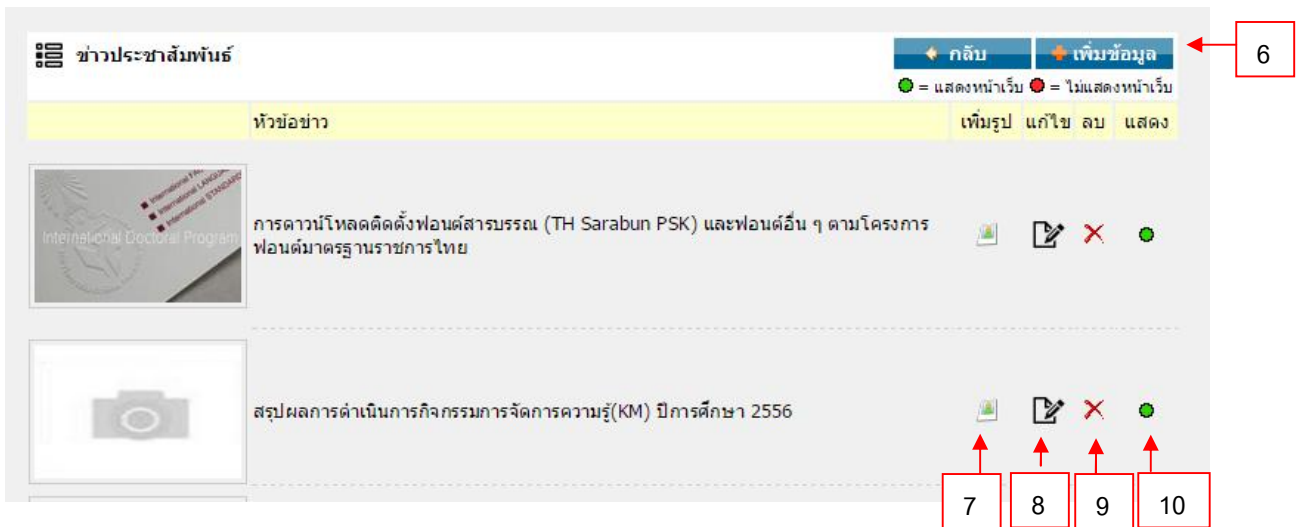 ข่าวประชาสัมพันธ์
กลับ
เพิ่มข้อมูล
6
= แสดงหน้าเว็บ = ไม่แสดงหน้าเว็บ
หัวข้อข่าว
เพิ่มรูป แก้ไข ลบ แสดง
International
International LANGUAGE
International STANDARD
International Doctoral Program
การดาวน์โหลดติดตั้งฟอนต์สารบรรณ (TH Sarabun PSK) และฟอนต์อื่น ๆ ตามโครงการ
ฟอนต์มาตรฐานราชการไทย
สรุปผลการดำเนินการกิจกรรมการจัดการความรู้(KM) ปีการศึกษา 2556
7
8
9
10